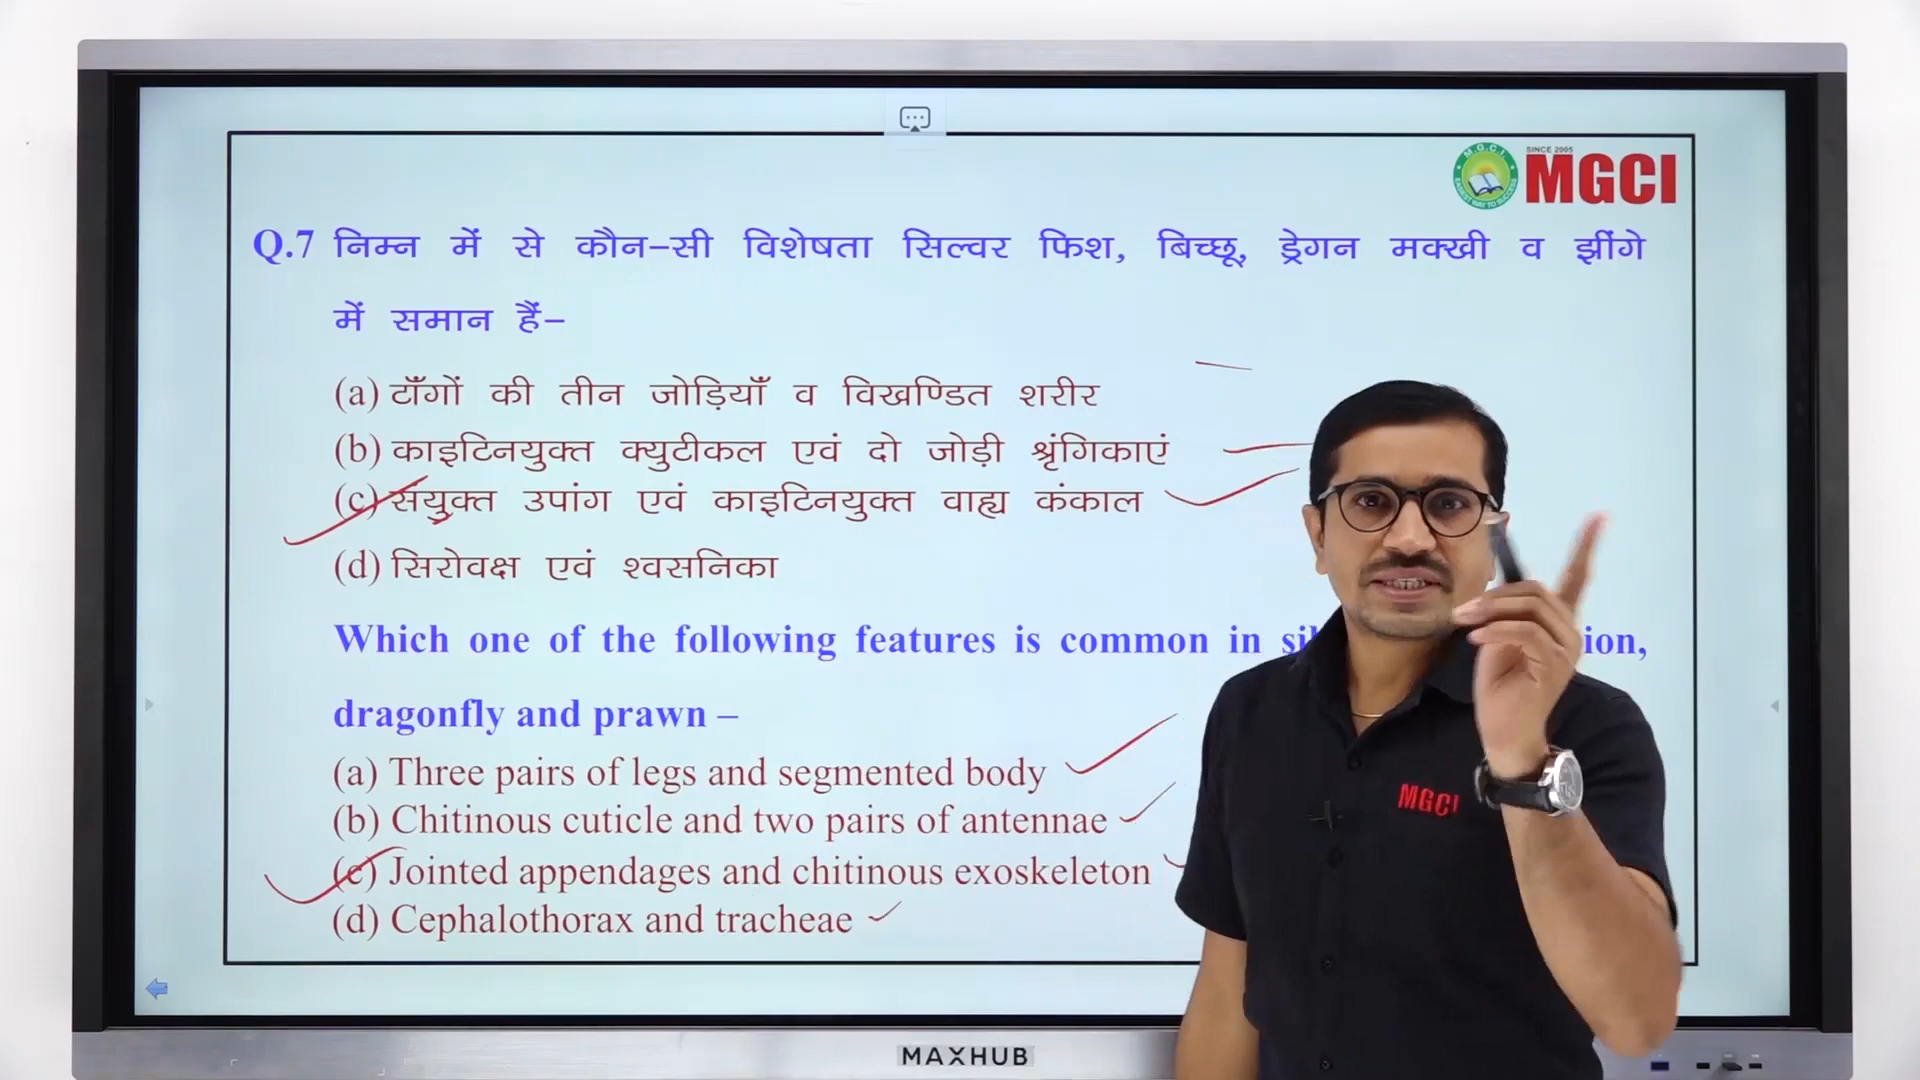 SINCE 2005
M.G.C.I.
MGCI
Q.7 निम्न में से कौन-सी विशेषता सिल्वर फिश, बिच्छू, ड्रेगन मक्खी व झींगे
में समान हैं-
(a) टाँगों की तीन जोड़ियाँ व विखण्डित शरीर
(b) काइटिनयुक्त क्युटीकल एवं दो जोड़ी श्रृंगिकाएं
(c) संयुक्त उपांग एवं काइटिनयुक्त वाह्य कंकाल
(d) सिरोवक्ष एवं श्वसनिका
Which one of the following features is common in
dragonfly and prawn –
(a) Three pairs of legs and segmented body
(b) Chitinous cuticle and two pairs of antennae
(c) Jointed appendages and chitinous exoskeleton
(d) Cephalothorax and tracheae
MGCI
MAXHUB